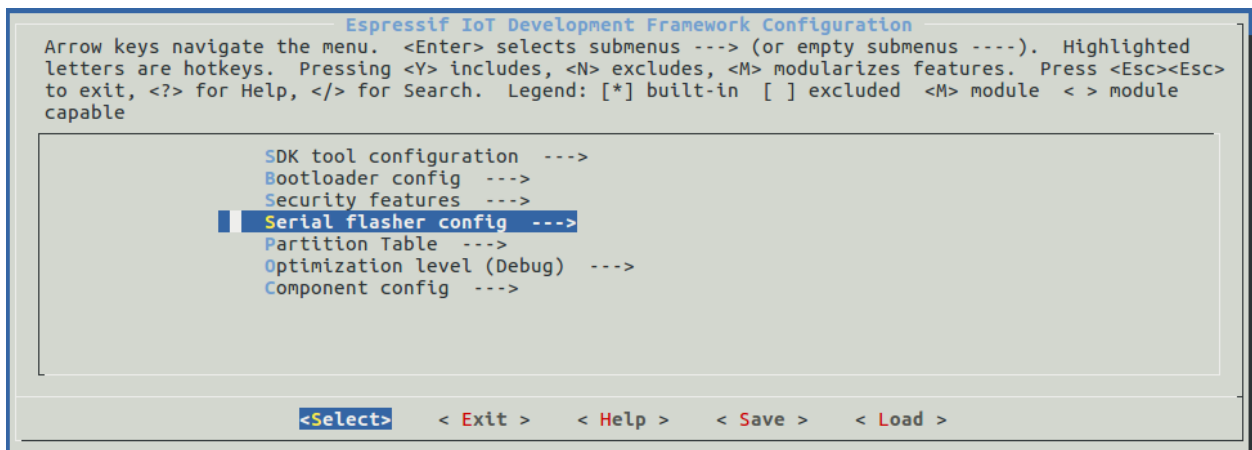 Espressif IoT Development Framework Configuration
Arrow keys navigate the menu.  <Enter> selects submenus ---> (or empty submenus ----).  Highlighted
letters are hotkeys.  Pressing <Y> includes, <N> excludes, <M> modularizes features.  Press <Esc><Esc>
to exit, <?> for Help, </> for Search.  Legend: [*] built-in  [ ] excluded  <M> module  < > module
capable
SDK tool configuration  --->
Bootloader config  --->
Security features  --->
Serial flasher config  --->
Partition Table  --->
Optimization level (Debug)  --->
Component config  --->
<Select>    < Exit >    < Help >    < Save >    < Load >